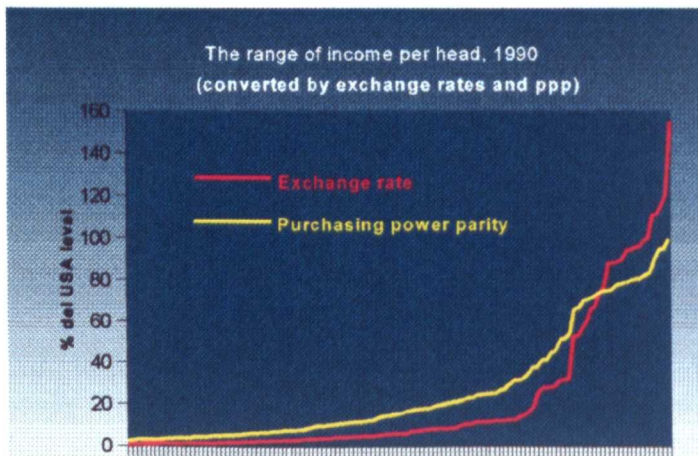 The range of income per head, 1990
(converted by exchange rates and ppp)
160
140
120
100
80
60
40
20
0
% del USA level
Exchange rate
Purchasing power parity